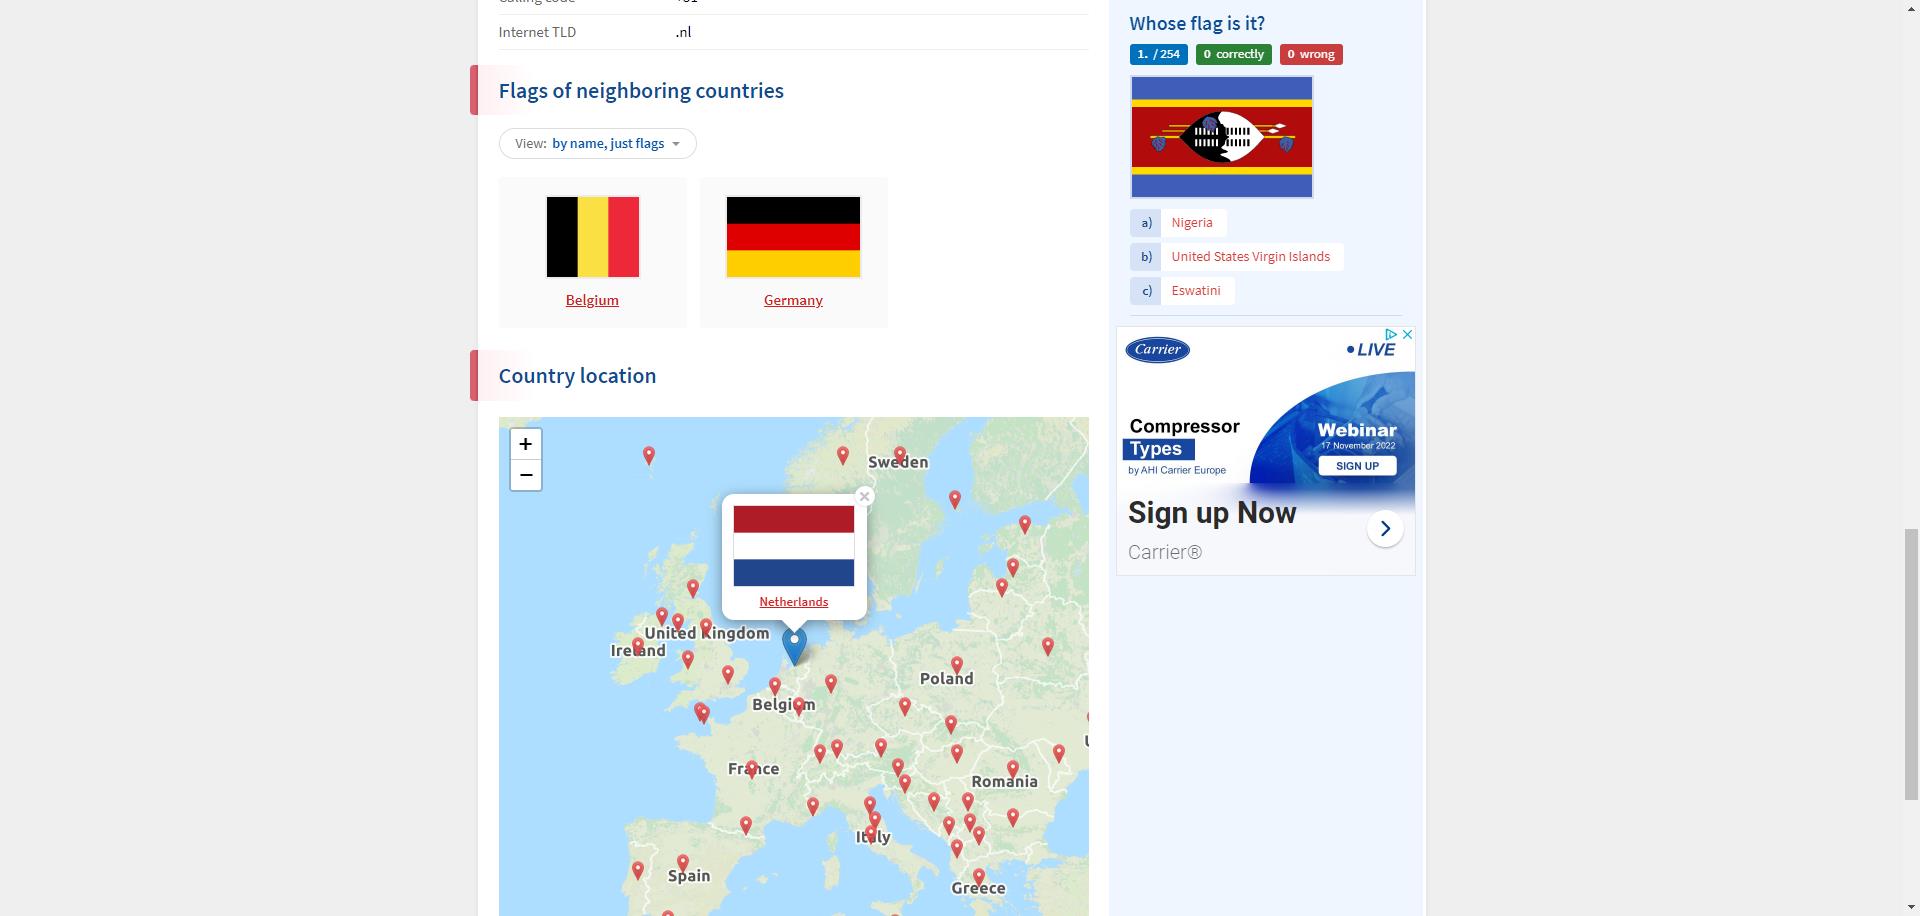 Internet TLD .nl
Flags of neighboring countries
View: by name, just flags
Belgium
Germany
Country location
+
−
Sweden
Netherlands
United Kingdom
Ireland
Poland
Belgium
France
Romania
Italy
Spain
Greece
Whose flag is it?
1. / 254 0 correctly 0 wrong
a) Nigeria
b) United States Virgin Islands
c) Eswatini
Carrier
• LIVE
Compressor
Types
by AHI Carrier Europe
Webinar
17 November 2022
SIGN UP
Sign up Now
Carrier®